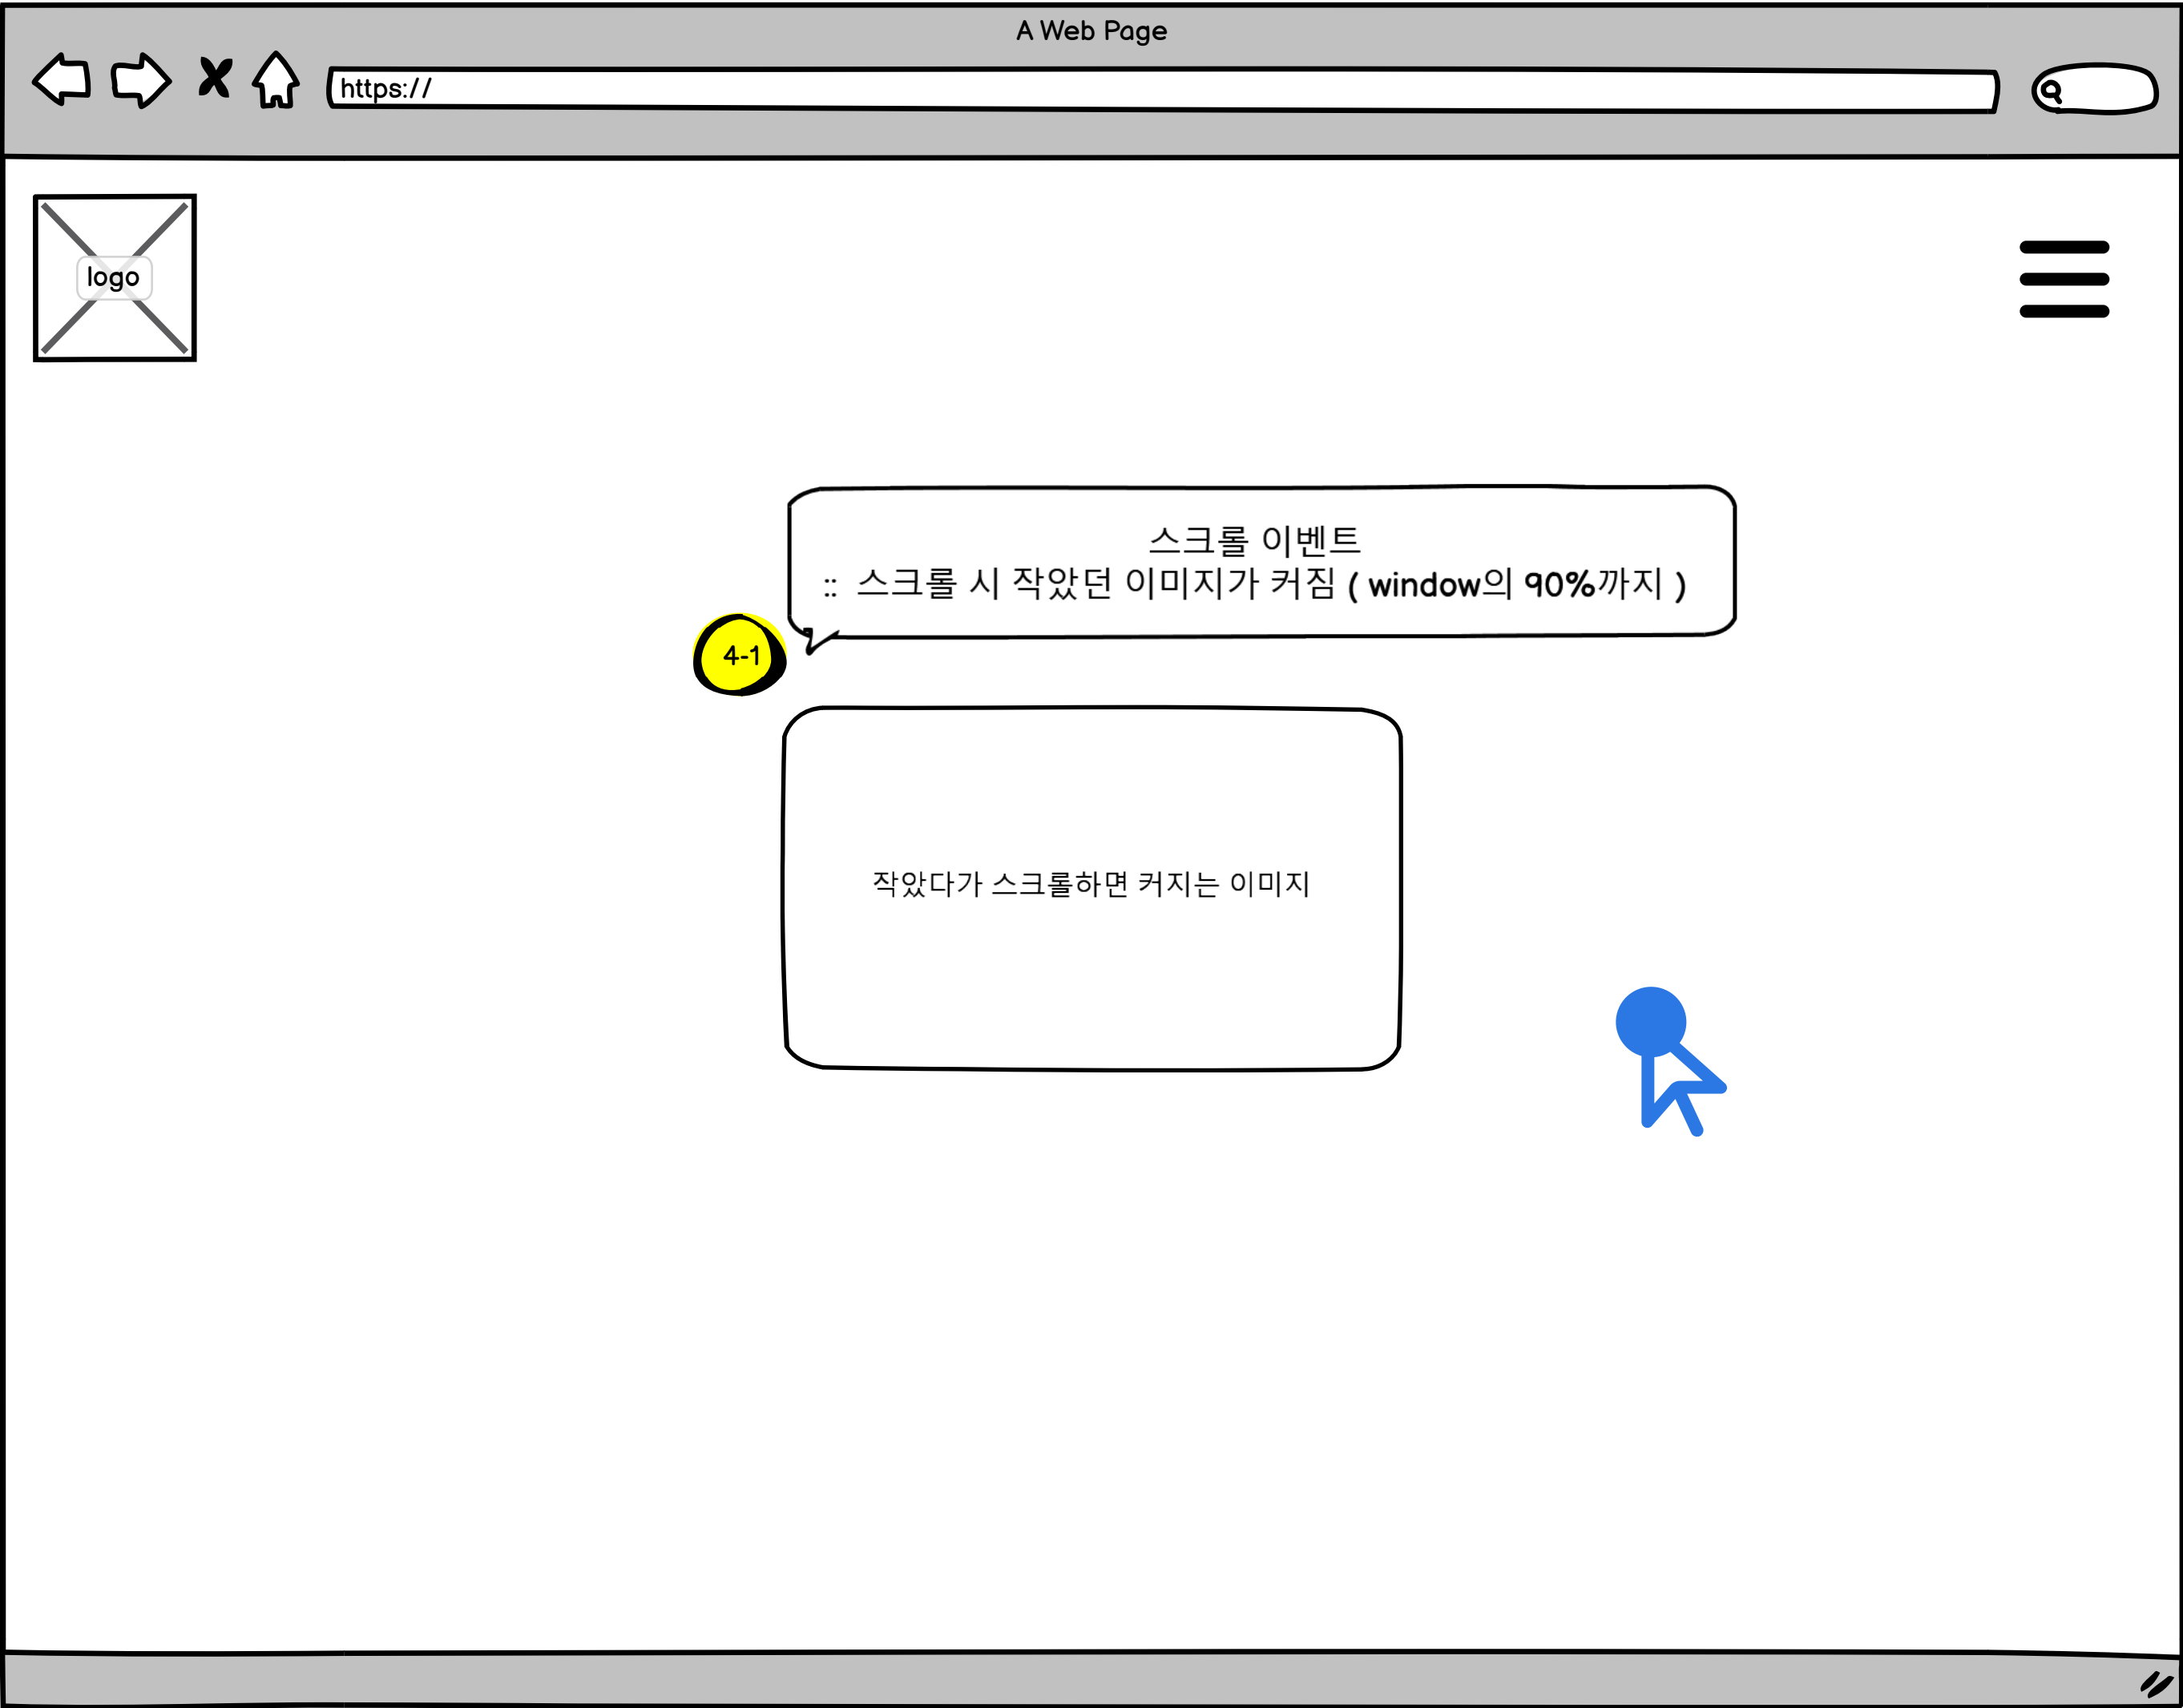 A Web Page
https://
logo
스크롤 이벤트
:: 스크롤 시 작았던 이미지가 커짐 ( window의 90%까지 )
4-1
작았다가 스크롤하면 커지는 이미지